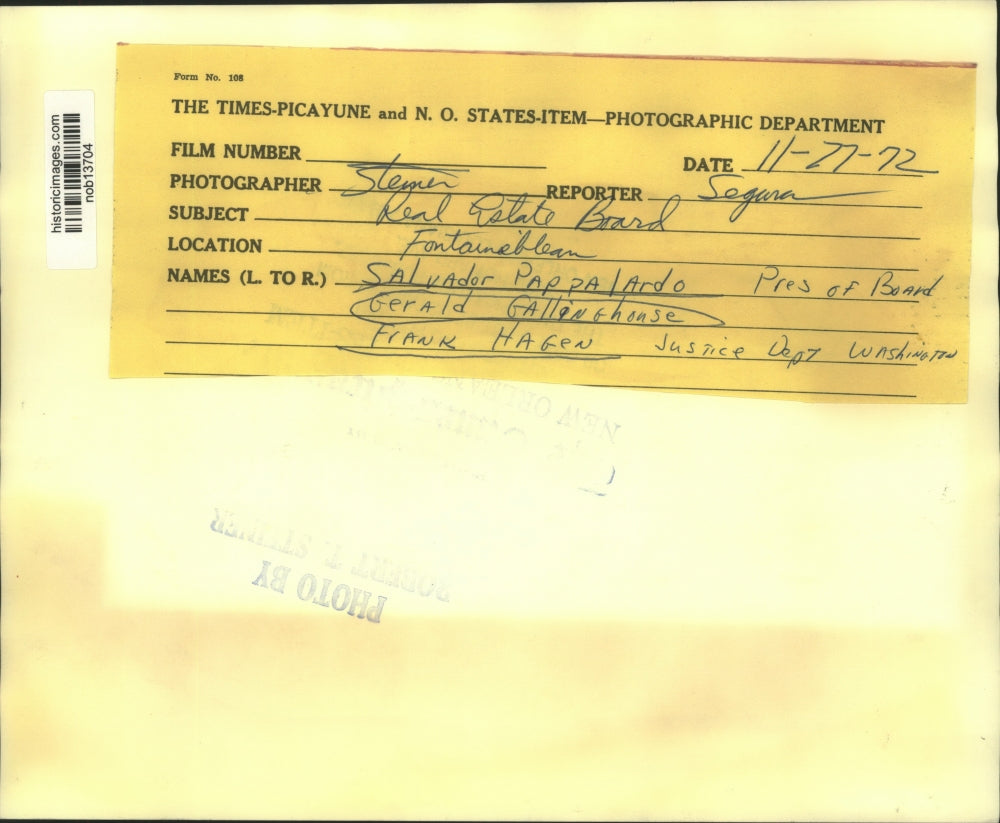 historicimages.com
nob13704
Form No. 108
THE TIMES-PICAYUNE and N. O. STATES-ITEM—PHOTOGRAPHIC DEPARTMENT
FILM NUMBER
DATE 11-27-72
PHOTOGRAPHER Steiner REPORTER Segura
SUBJECT Real Estate Board
LOCATION Fontainebleau
NAMES (L. TO R.) SALVADOR PAPPALARDO Pres of Board
GERALD GALLINGHOUSE
FRANK HAGEN Justice Dept WASHINGTON
NEW ORLEANS
PHOTO BY
ROBERT T. STEINER